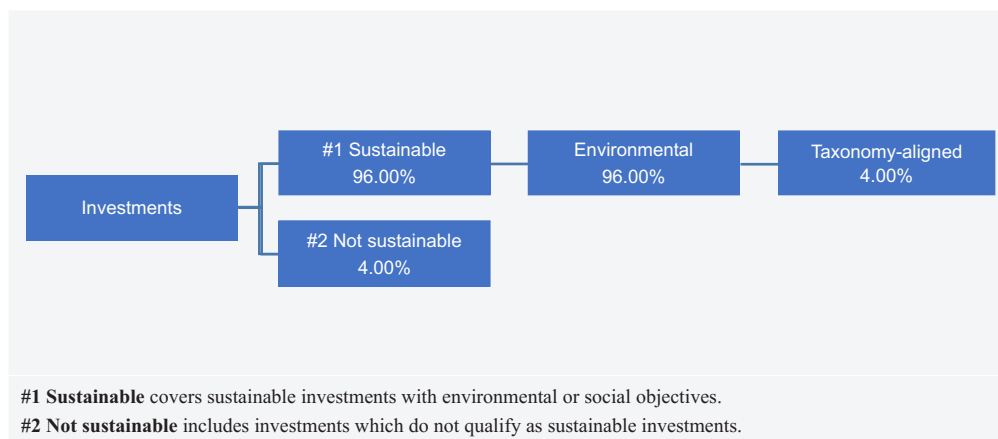 Investments
#1 Sustainable
96.00%
Environmental
96.00%
Taxonomy-aligned
4.00%
#2 Not sustainable
4.00%
#1 Sustainable covers sustainable investments with environmental or social objectives.
#2 Not sustainable includes investments which do not qualify as sustainable investments.